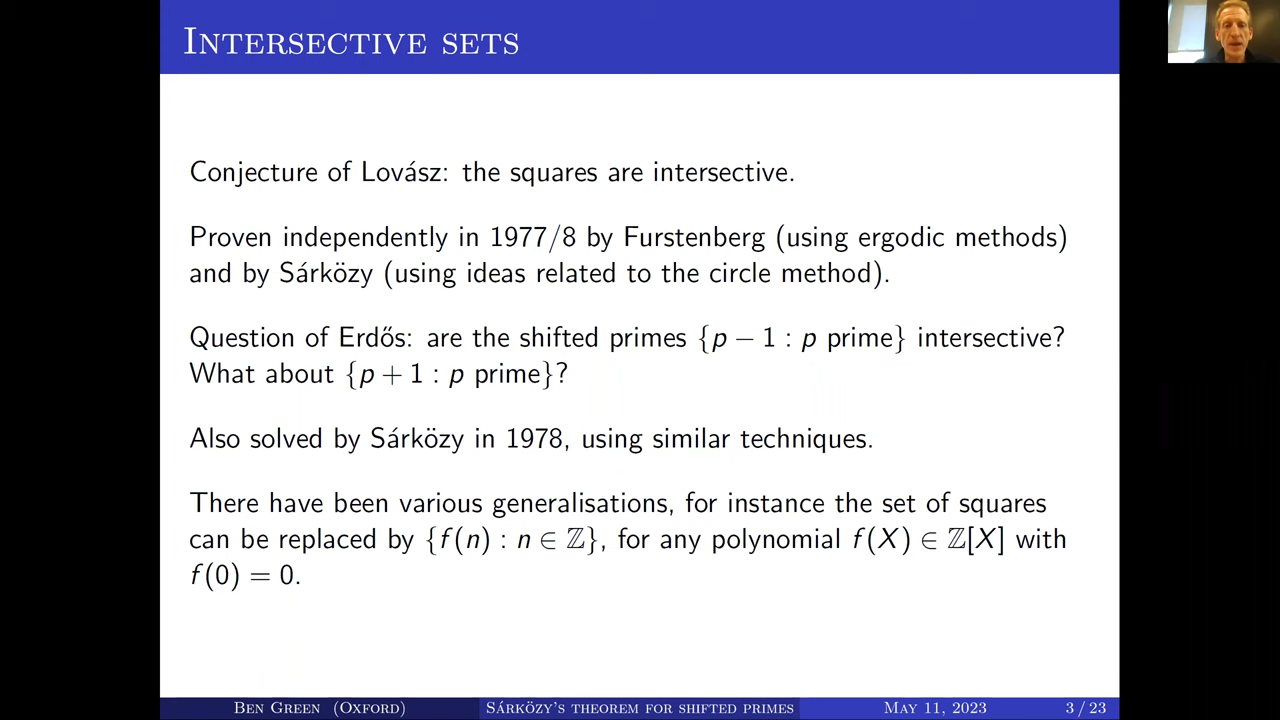 Intersective sets
Conjecture of Lovász: the squares are intersective.
Proven independently in 1977/8 by Furstenberg (using ergodic methods)
and by Sárközy (using ideas related to the circle method).
Question of Erdős: are the shifted primes {p − 1 : p prime} intersective?
What about {p + 1 : p prime}?
Also solved by Sárközy in 1978, using similar techniques.
There have been various generalisations, for instance the set of squares
can be replaced by {f(n) : n ∈ ℤ}, for any polynomial f(X) ∈ ℤ[X] with
f(0) = 0.
Ben Green (Oxford) Sárközy's theorem for shifted primes May 11, 2023 3 / 23